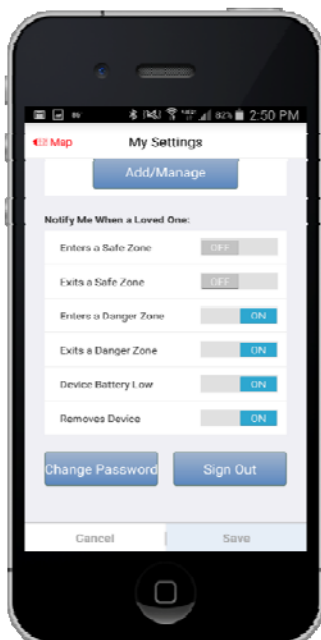 82% 2:50 PM
Map My Settings
Add/Manage
Notify Me When a Loved One:
Enters a Safe Zone OFF
Exits a Safe Zone OFF
Enters a Danger Zone ON
Exits a Danger Zone ON
Device Battery Low ON
Removes Device ON
Change Password Sign Out
Cancel Save